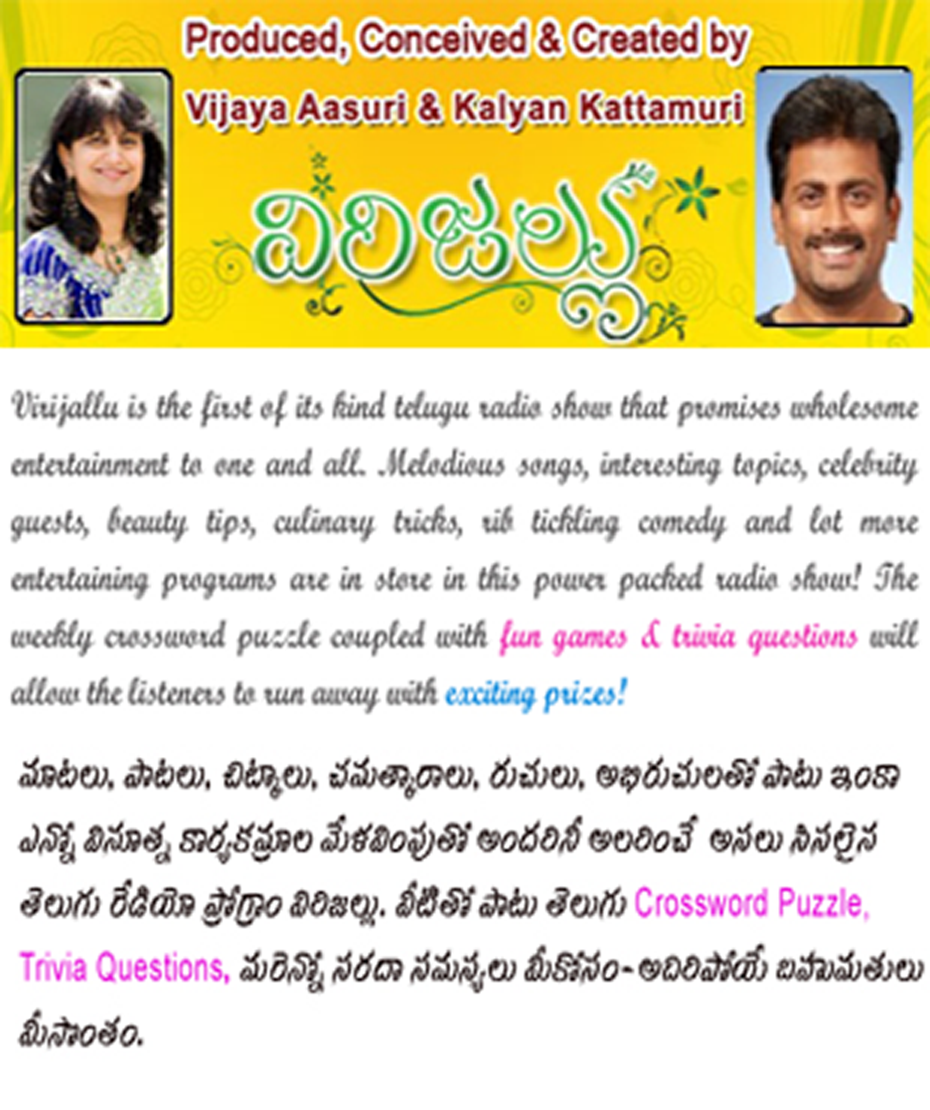 Produced, Conceived & Created by
Vijaya Aasuri & Kalyan Kattamuri
విరిజల్లు
Virijallu is the first of its kind telugu radio show that promises wholesome
entertainment to one and all. Melodious songs, interesting topics, celebrity
guests, beauty tips, culinary tricks, rib tickling comedy and lot more
entertaining programs are in store in this power packed radio show! The
weekly crossword puzzle coupled with fun games & trivia questions will
allow the listeners to run away with exciting prizes!
మాటలు, పాటలు, చిట్కాలు, చమత్కారాలు, రుచులు, అభిరుచులతో పాటు ఇంకా
ఎన్నో వినూత్న కార్యక్రమాల మేళవింపుతో అందరినీ అలరించే అసలు సిసలైన
తెలుగు రేడియో ప్రోగ్రాం విరిజల్లు. వీటితో పాటు తెలుగు Crossword Puzzle,
Trivia Questions, మరెన్నో సరదా సమస్యలు మీకోసం-అదిరిపోయే బహుమతులు
మీసొంతం.